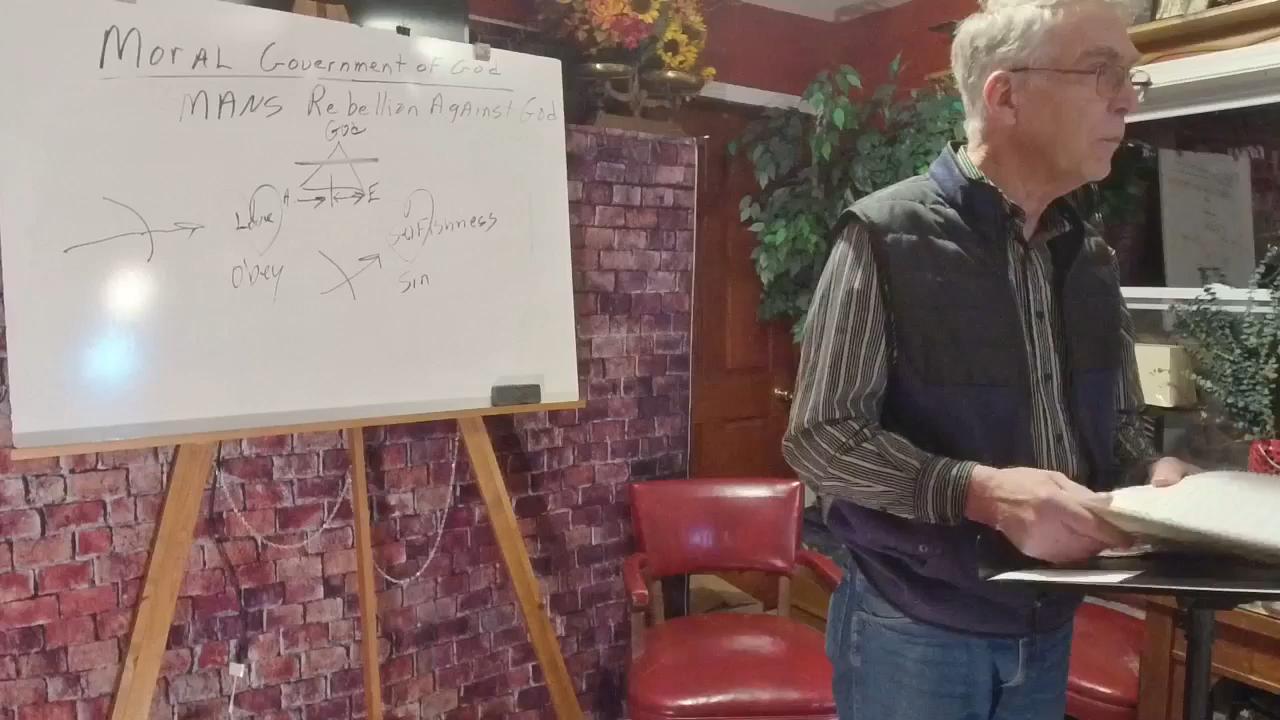 Moral Government of God
MANS Rebellion Against God
God
A E
Love Selfishness
Obey Sin